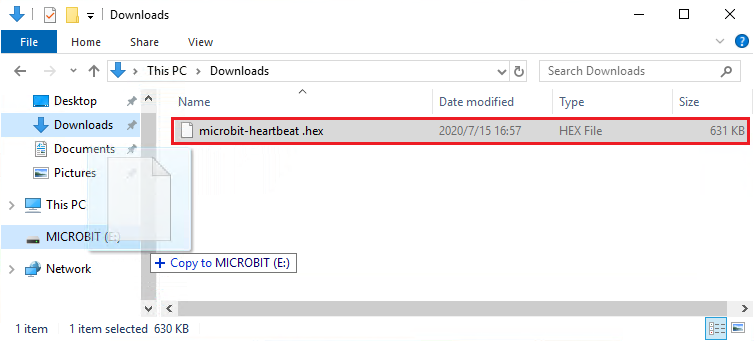 Downloads
File Home Share View
This PC Downloads
Search Downloads
Name Date modified Type Size
Desktop
Downloads
Documents
Pictures
This PC
MICROBIT (E:)
Network
microbit-heartbeat .hex 2020/7/15 16:57 HEX File 631 KB
+ Copy to MICROBIT (E:)
1 item 1 item selected 630 KB